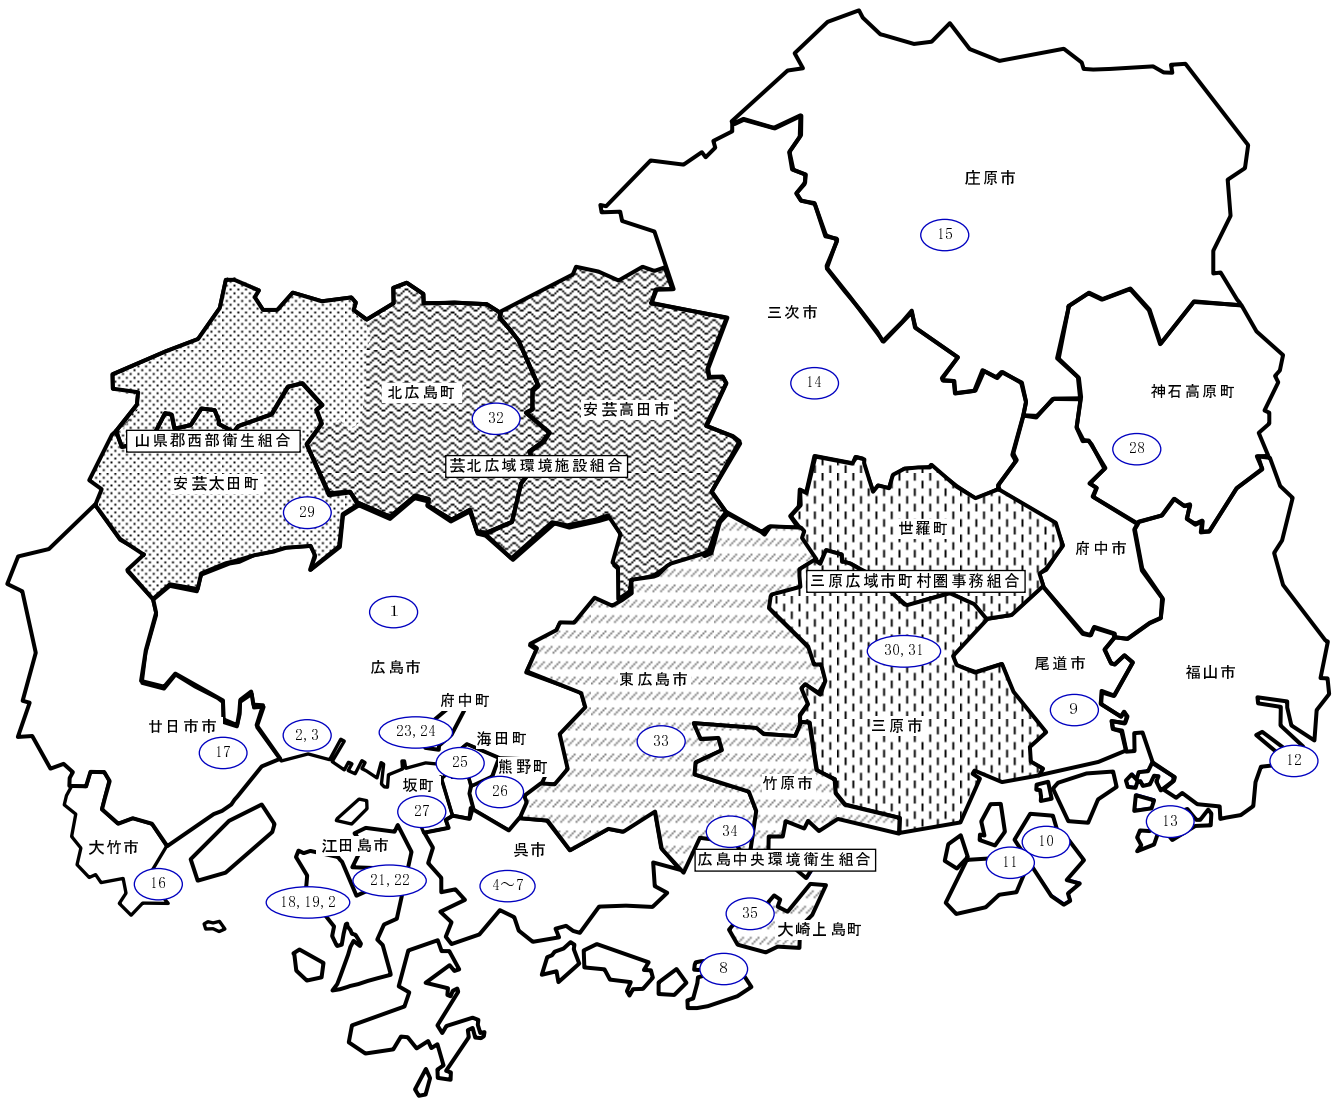 庄原市
15
三次市
14
神石高原町
28
北広島町
32
安芸高田市
山県郡西部衛生組合
芸北広域環境施設組合
安芸太田町
29
世羅町
府中市
三原広域市町村圏事務組合
1
広島市
30,31
尾道市
福山市
東広島市
府中町
9
廿日市市
17
2,3
23,24
海田町
33
三原市
25
熊野町
12
坂町
26
竹原市
27
13
34
大竹市
江田島市
呉市
広島中央環境衛生組合
10
11
16
21,22
4～7
18,19,2
35
大崎上島町
8